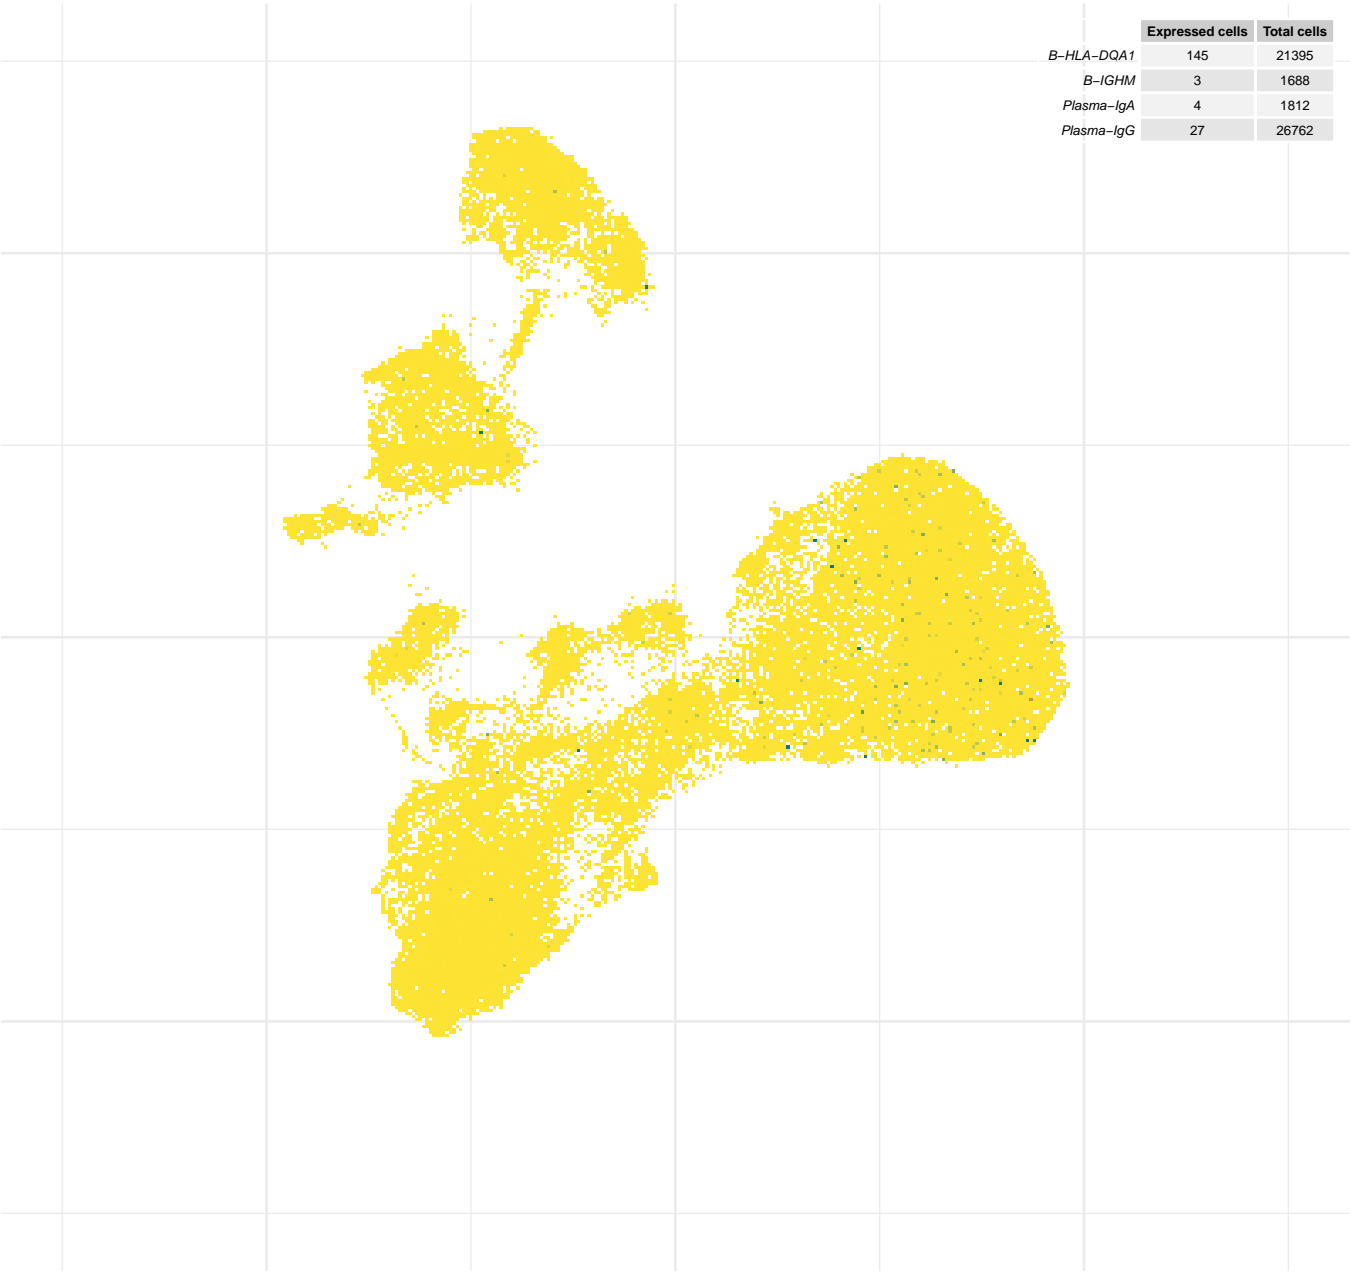 Expressed cells Total cells
B−HLA−DQA1 145 21395
B−IGHM 3 1688
Plasma−IgA 4 1812
Plasma−IgG 27 26762